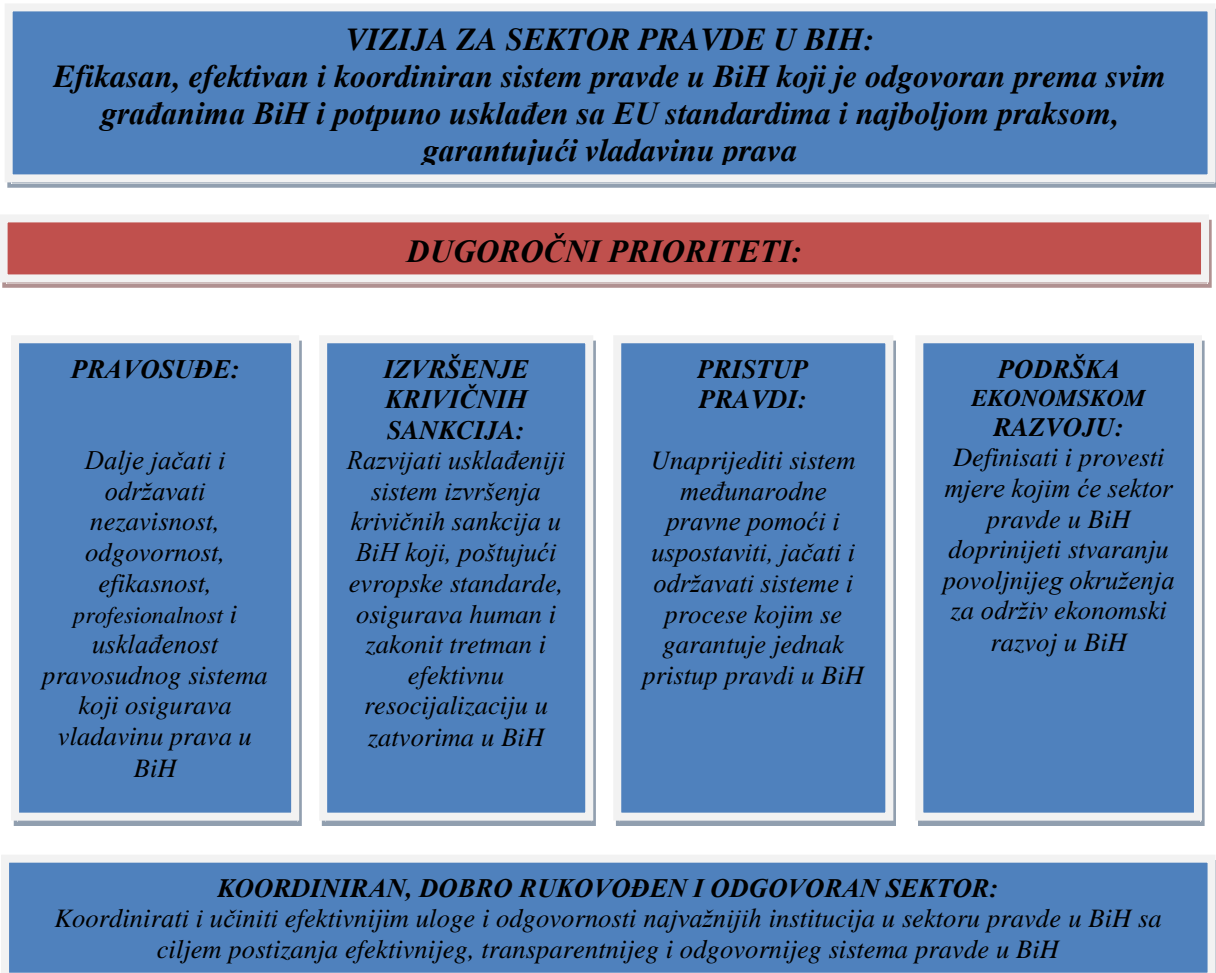 VIZIJA ZA SEKTOR PRAVDE U BIH:
Efikasan, efektivan i koordiniran sistem pravde u BiH koji je odgovoran prema svim
građanima BiH i potpuno usklađen sa EU standardima i najboljom praksom,
garantujući vladavinu prava
DUGOROČNI PRIORITETI:
PRAVOSUĐE:
Dalje jačati i
održavati
nezavisnost,
odgovornost,
efikasnost,
profesionalnost i
usklađenost
pravosudnog sistema
koji osigurava
vladavinu prava u
BiH
IZVRŠENJE
KRIVIČNIH
SANKCIJA:
Razvijati usklađeniji
sistem izvršenja
krivičnih sankcija u
BiH koji, poštujući
evropske standarde,
osigurava human i
zakonit tretman i
efektivnu
resocijalizaciju u
zatvorima u BiH
PRISTUP
PRAVDI:
Unaprijediti sistem
međunarodne
pravne pomoći i
uspostaviti, jačati i
održavati sisteme i
procese kojim se
garantuje jednak
pristup pravdi u BiH
PODRŠKA
EKONOMSKOM
RAZVOJU:
Definisati i provesti
mjere kojim će sektor
pravde u BiH
doprinijeti stvaranju
povoljnijeg okruženja
za održiv ekonomski
razvoj u BiH
KOORDINIRAN, DOBRO RUKOVOĐEN I ODGOVORAN SEKTOR:
Koordinirati i učiniti efektivnijim uloge i odgovornosti najvažnijih institucija u sektoru pravde u BiH sa
ciljem postizanja efektivnijeg, transparentnijeg i odgovornijeg sistema pravde u BiH